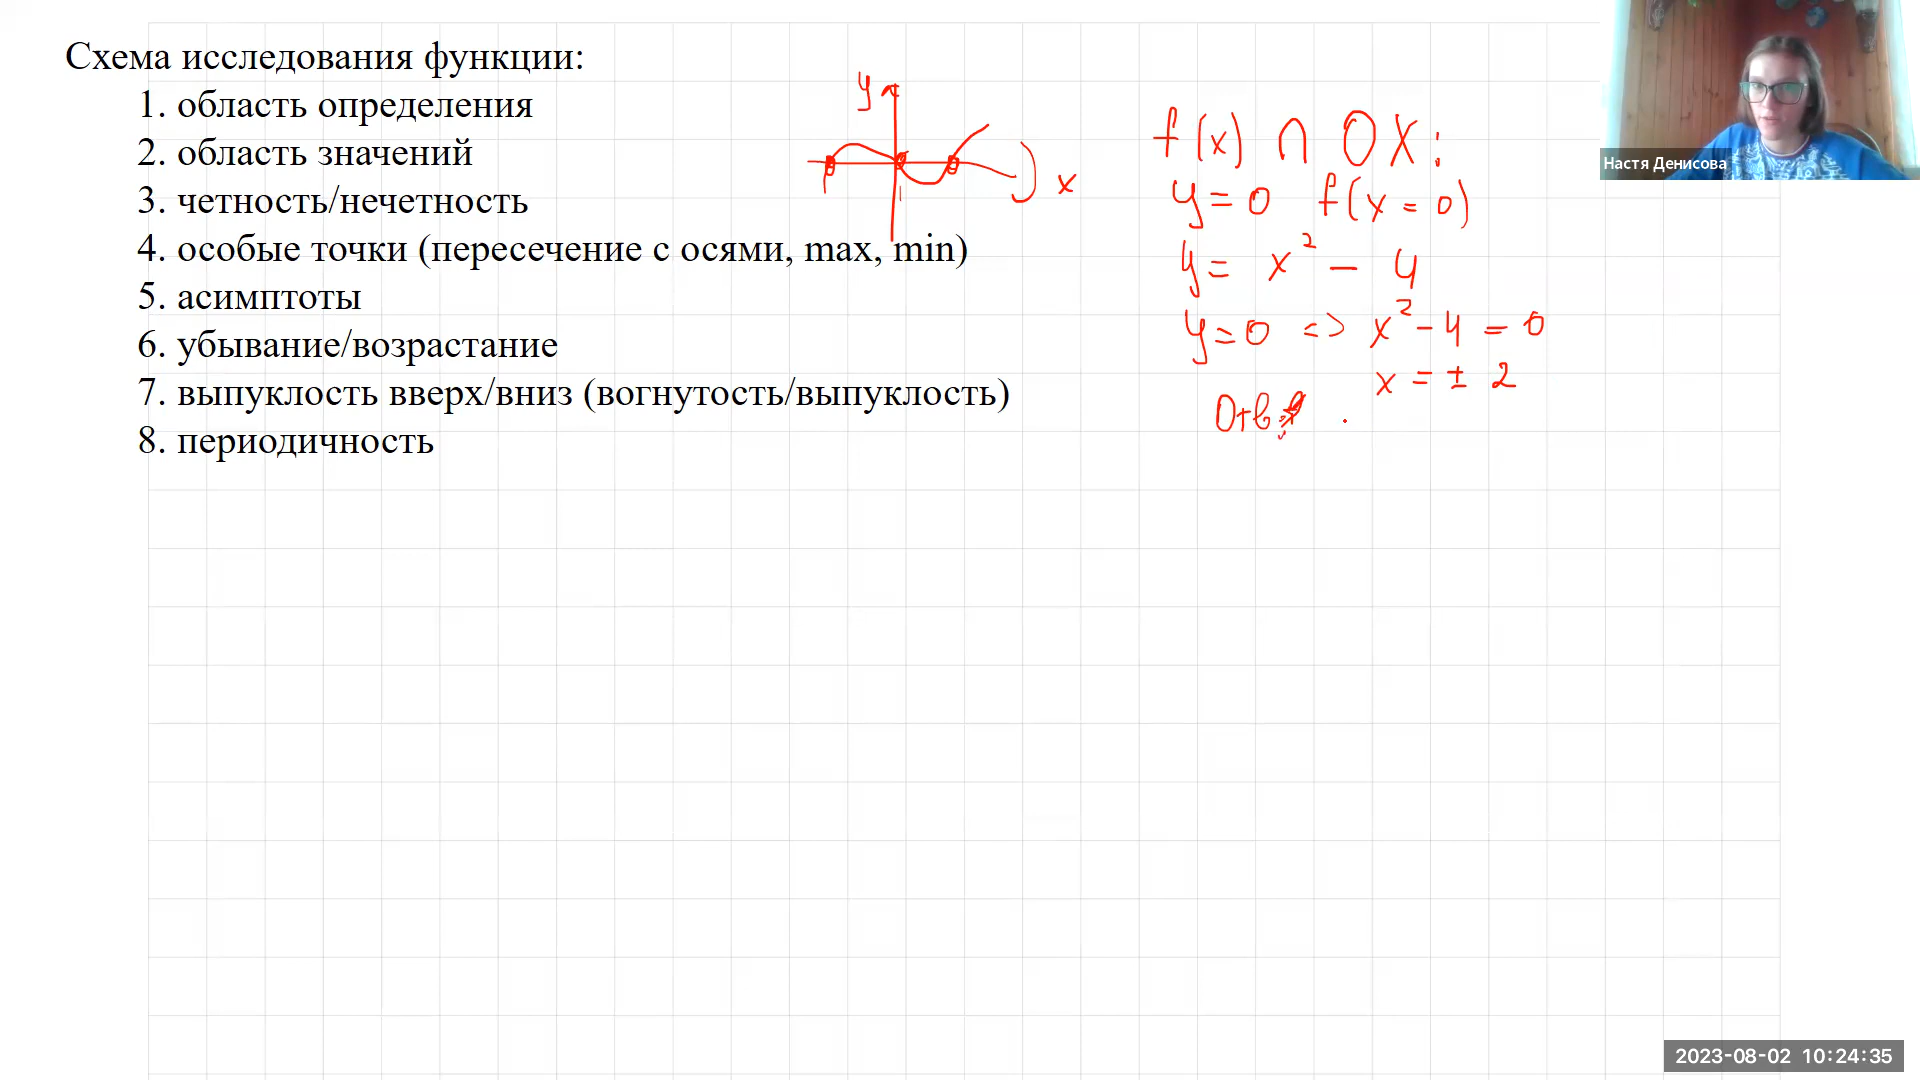 Схема исследования функции:
1. область определения
2. область значений
3. четность/нечетность
4. особые точки (пересечение с осями, max, min)
5. асимптоты
6. убывание/возрастание
7. выпуклость вверх/вниз (вогнутость/выпуклость)
8. периодичность
y
x
f(x) ∩ OX:
y=0 f(x=0)
y= x² - 4
y=0 => x² - 4 = 0
x = ± 2
Настя Денисова
2023-08-02 10:24:35